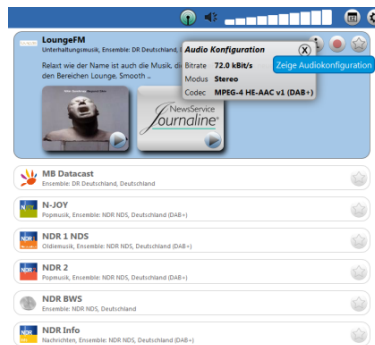 LoungeFM
Unterhaltungsmusik, Ensemble: DR Deutschland,
Relaxt wie der Name ist auch die Musik, di
den Bereichen Lounge, Smooth ..
Audio Konfiguration
Bitrate 72.0 kBit/s
Modus Stereo
Codec MPEG-4 HE-AAC v1 (DAB+)
Zeige Audiokonfiguration
NewsService
Journaline
MB Datacast
Ensemble: DR Deutschland, Deutschland
N-JOY
Popmusik, Ensemble: NDR NDS, Deutschland (DAB+)
NDR 1 NDS
Oldiemusik, Ensemble: NDR NDS, Deutschland (DAB+)
NDR 2
Popmusik, Ensemble: NDR NDS, Deutschland (DAB+)
NDR BWS
Ensemble: NDR NDS, Deutschland
NDR Info
Nachrichten, Ensemble: NDR NDS, Deutschland (DAB+)